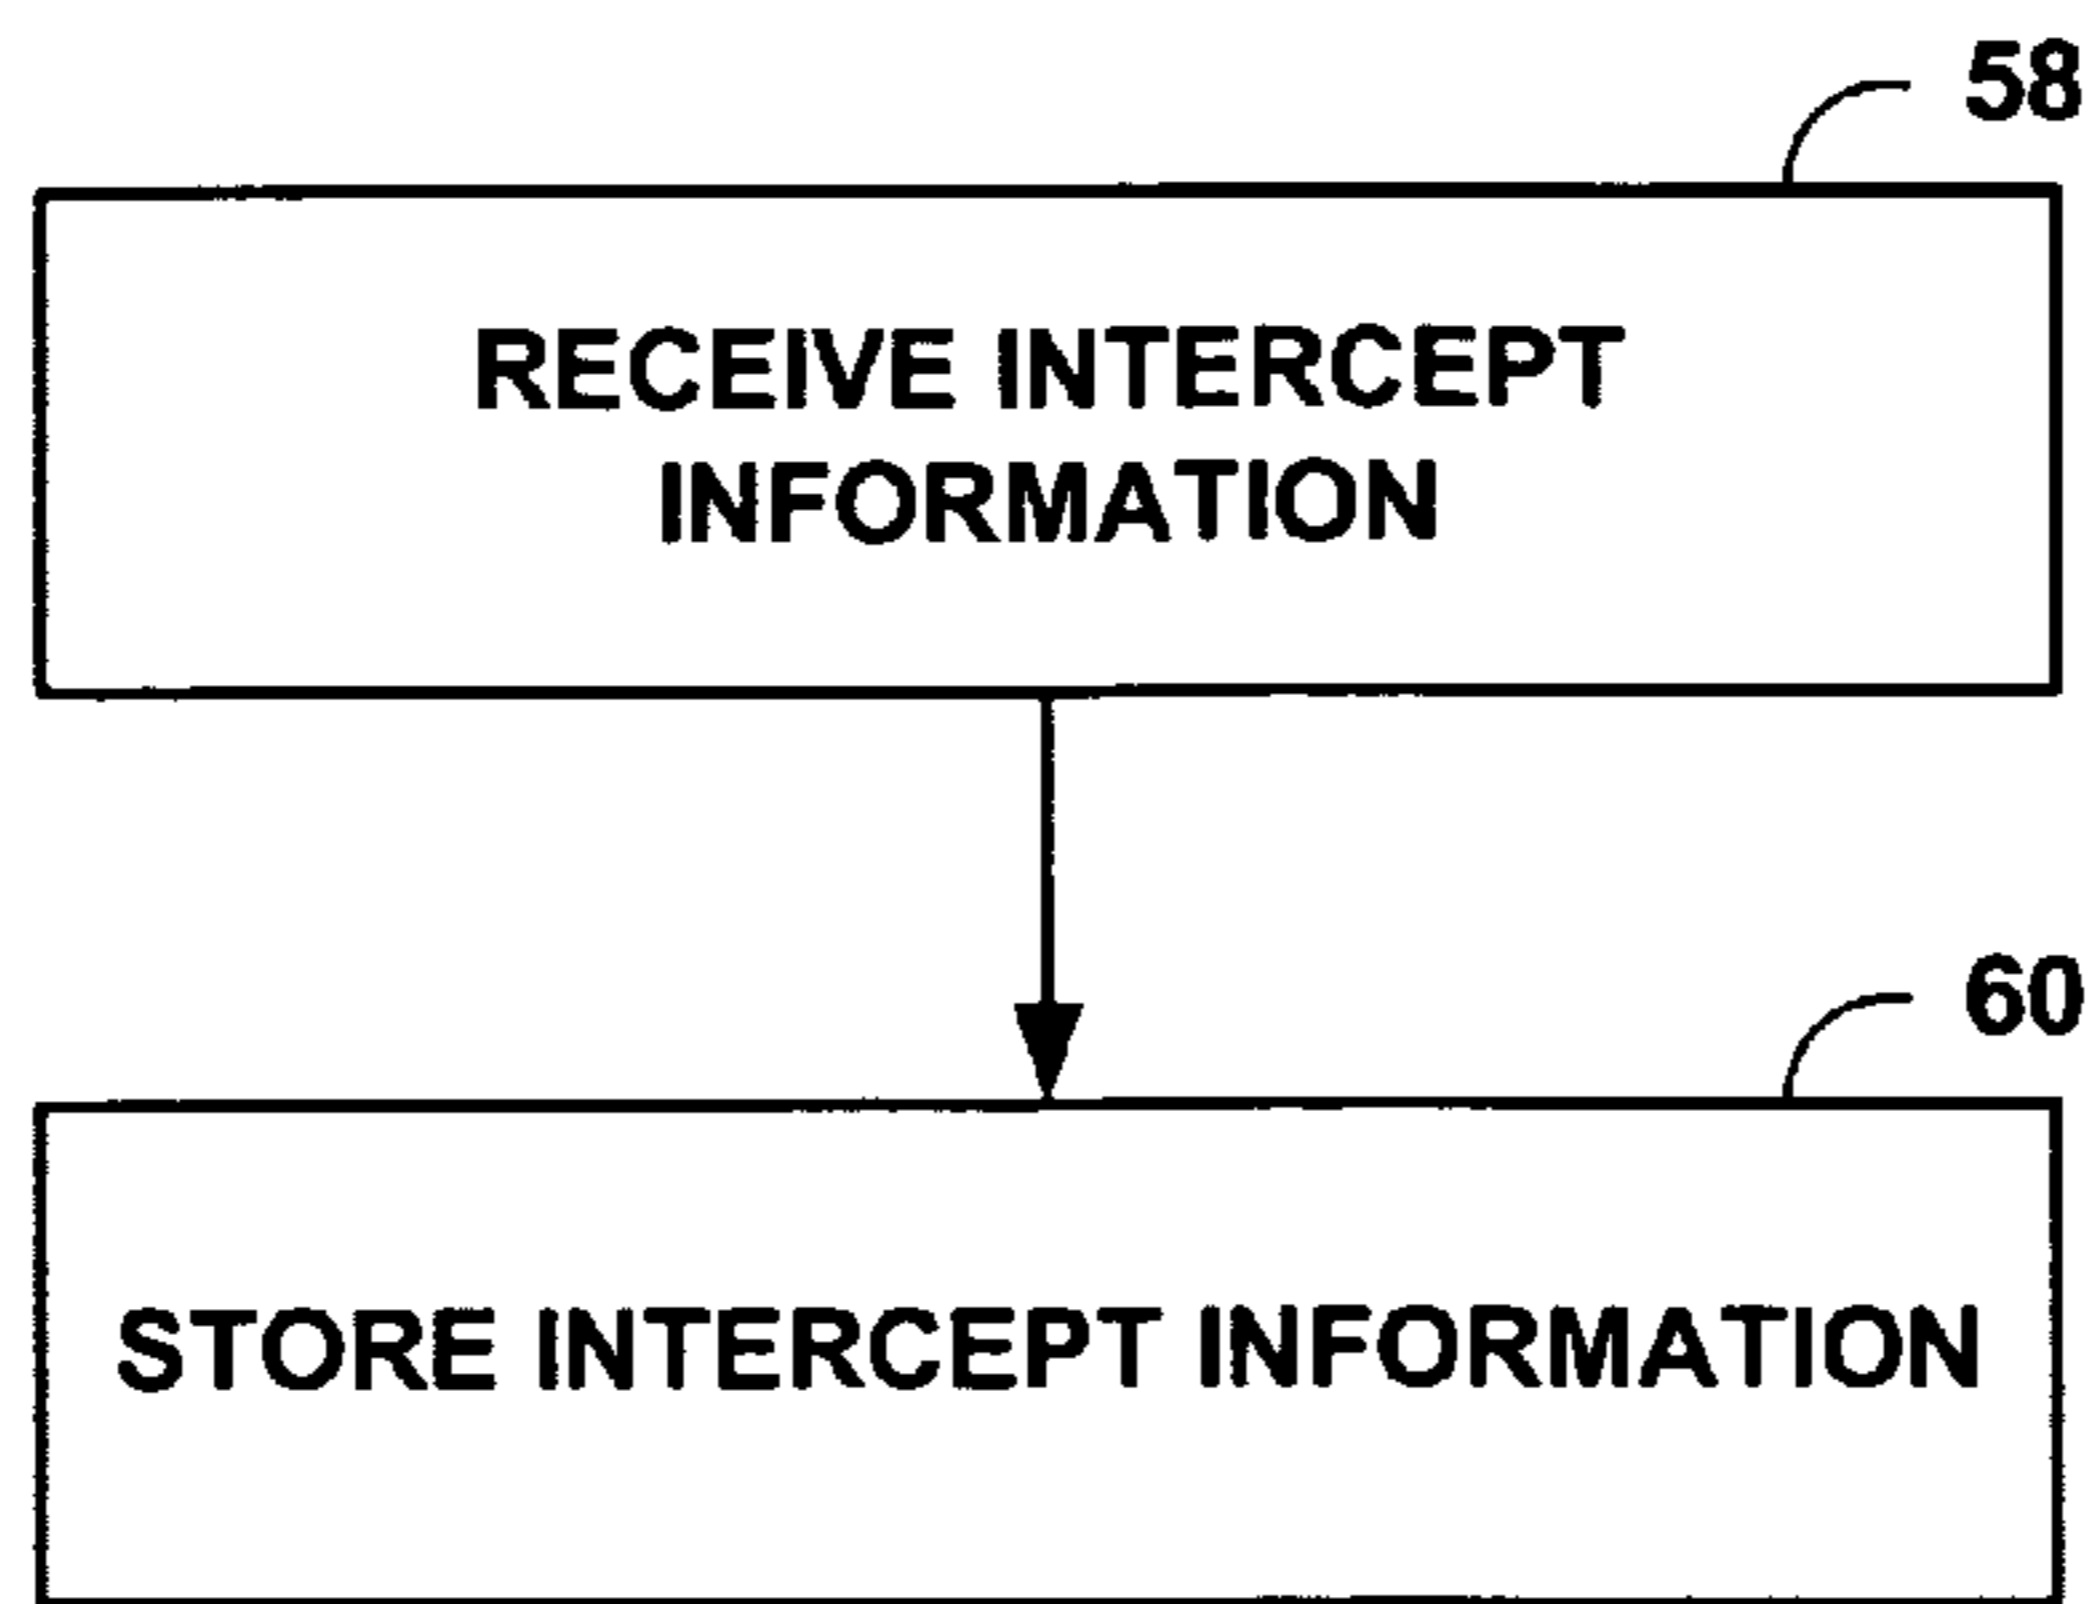 58
RECEIVE INTERCEPT
INFORMATION
60
STORE INTERCEPT INFORMATION